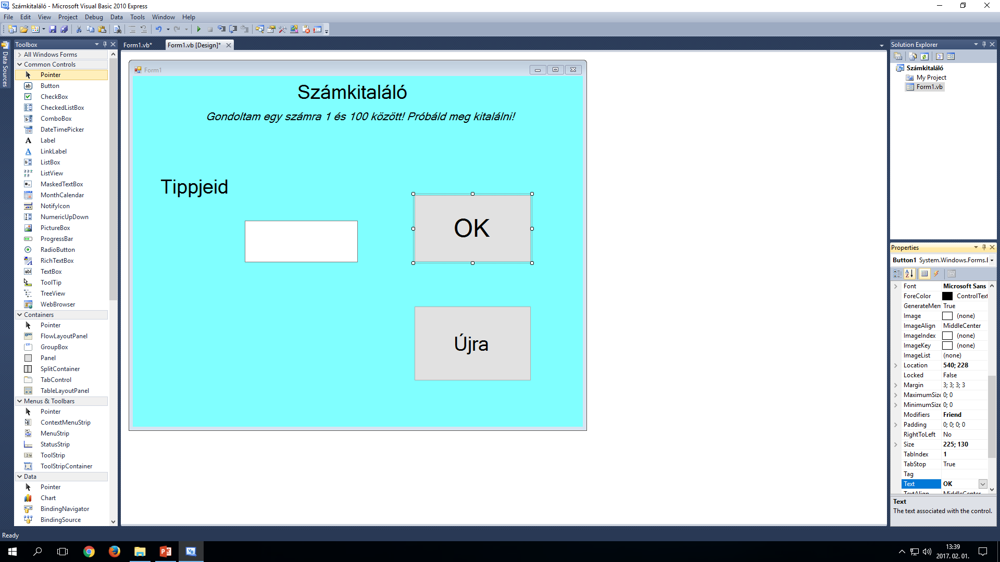 Számkitaláló - Microsoft Visual Basic 2010 Express
File Edit View Project Debug Data Tools Window Help
Data Sources
Toolbox
All Windows Forms
Common Controls
Pointer
Button
CheckBox
CheckedListBox
ComboBox
DateTimePicker
Label
LinkLabel
ListBox
ListView
MaskedTextBox
MonthCalendar
NotifyIcon
NumericUpDown
PictureBox
ProgressBar
RadioButton
RichTextBox
TextBox
ToolTip
TreeView
WebBrowser
Containers
Pointer
FlowLayoutPanel
GroupBox
Panel
SplitContainer
TabControl
TableLayoutPanel
Menus & Toolbars
Pointer
ContextMenuStrip
MenuStrip
StatusStrip
ToolStrip
ToolStripContainer
Data
Pointer
Chart
BindingNavigator
BindingSource
Form1.vb* Form1.vb [Design]*
Form1
Számkitaláló
Gondoltam egy számra 1 és 100 között! Próbáld meg kitalálni!
Tippjeid
OK
Újra
Solution Explorer
Számkitaláló
My Project
Form1.vb
Properties
Button1 System.Windows.Forms.B
Font Microsoft Sans
ForeColor ControlText
GenerateMen True
Image (none)
ImageAlign MiddleCenter
ImageIndex (none)
ImageKey (none)
ImageList (none)
Location 540; 228
Locked False
Margin 3; 3; 3; 3
MaximumSize 0; 0
MinimumSize 0; 0
Modifiers Friend
Padding 0; 0; 0; 0
RightToLeft No
Size 225; 130
TabIndex 1
TabStop True
Tag
Text OK
TextAlign MiddleCenter
Text
The text associated with the control.
Ready
13:39
2017. 02. 01.